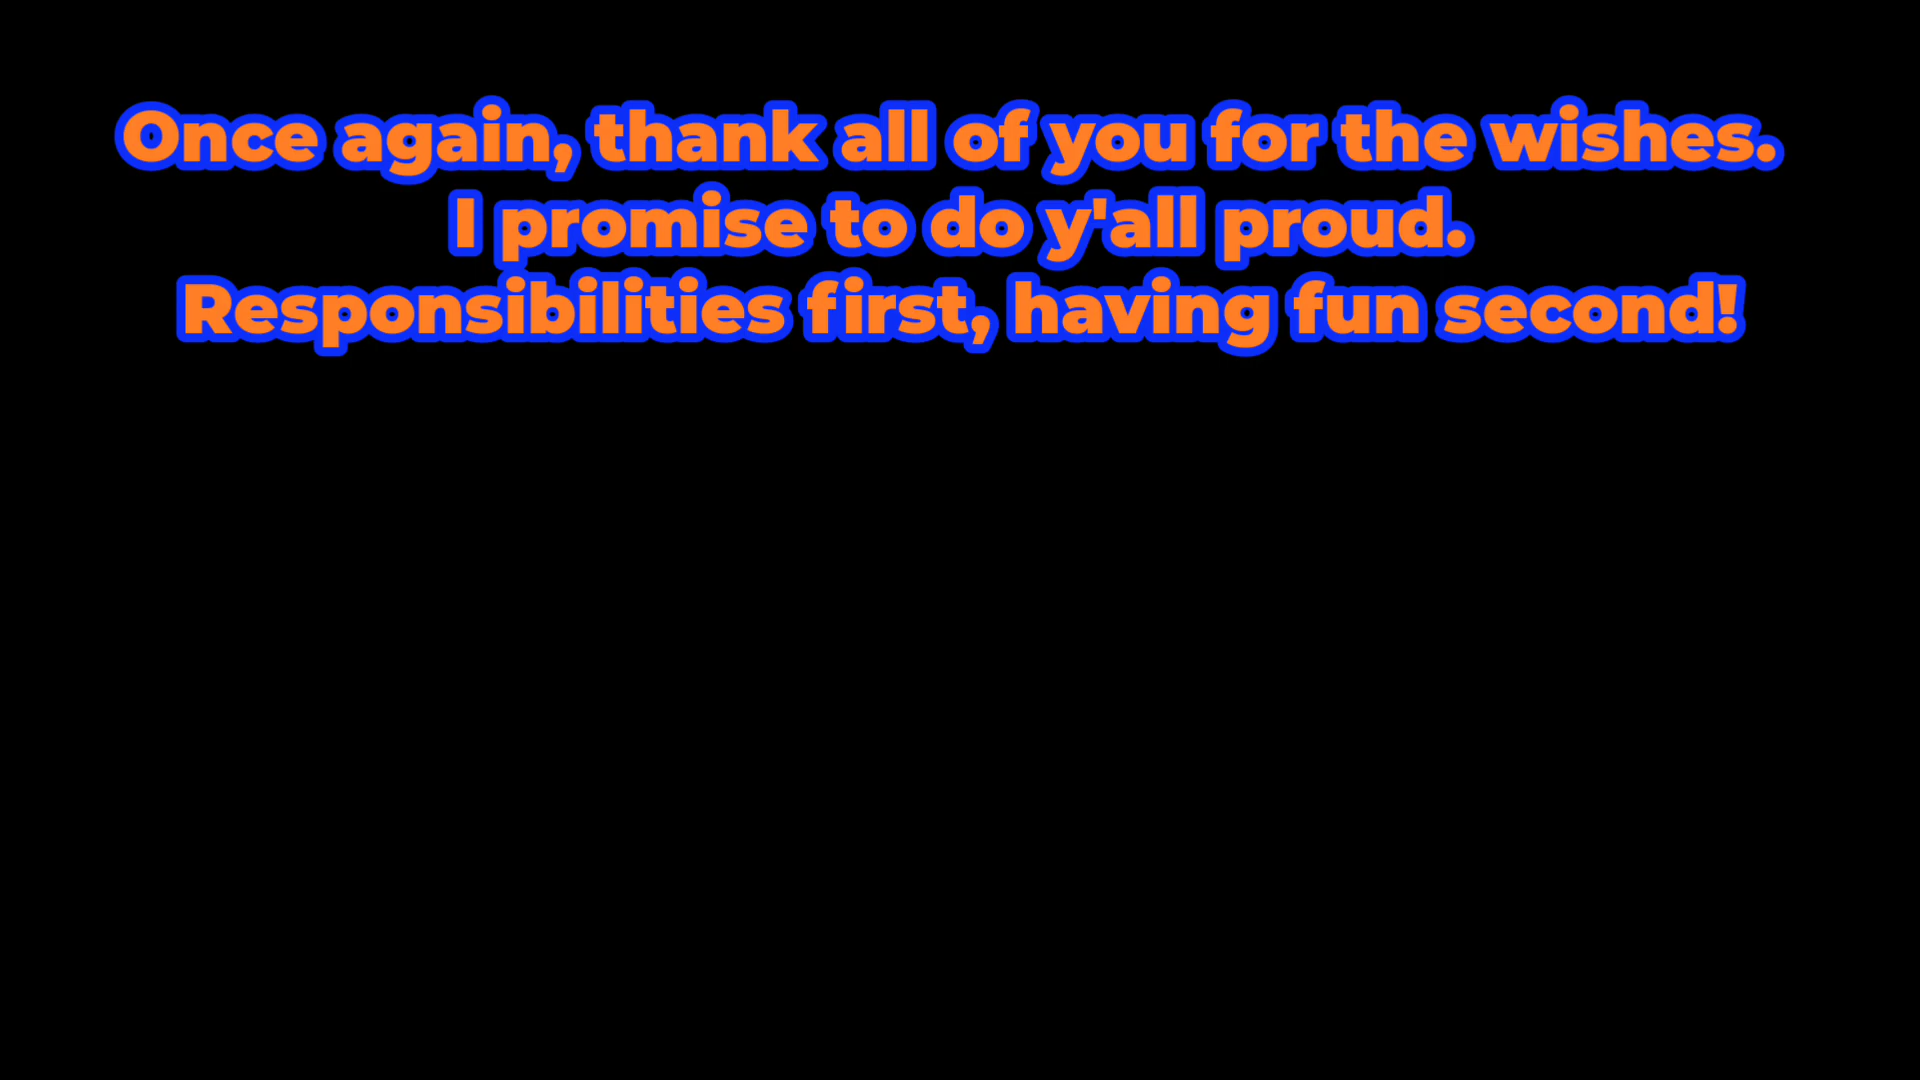 Once again, thank all of you for the wishes.
I promise to do y'all proud.
Responsibilities first, having fun second!